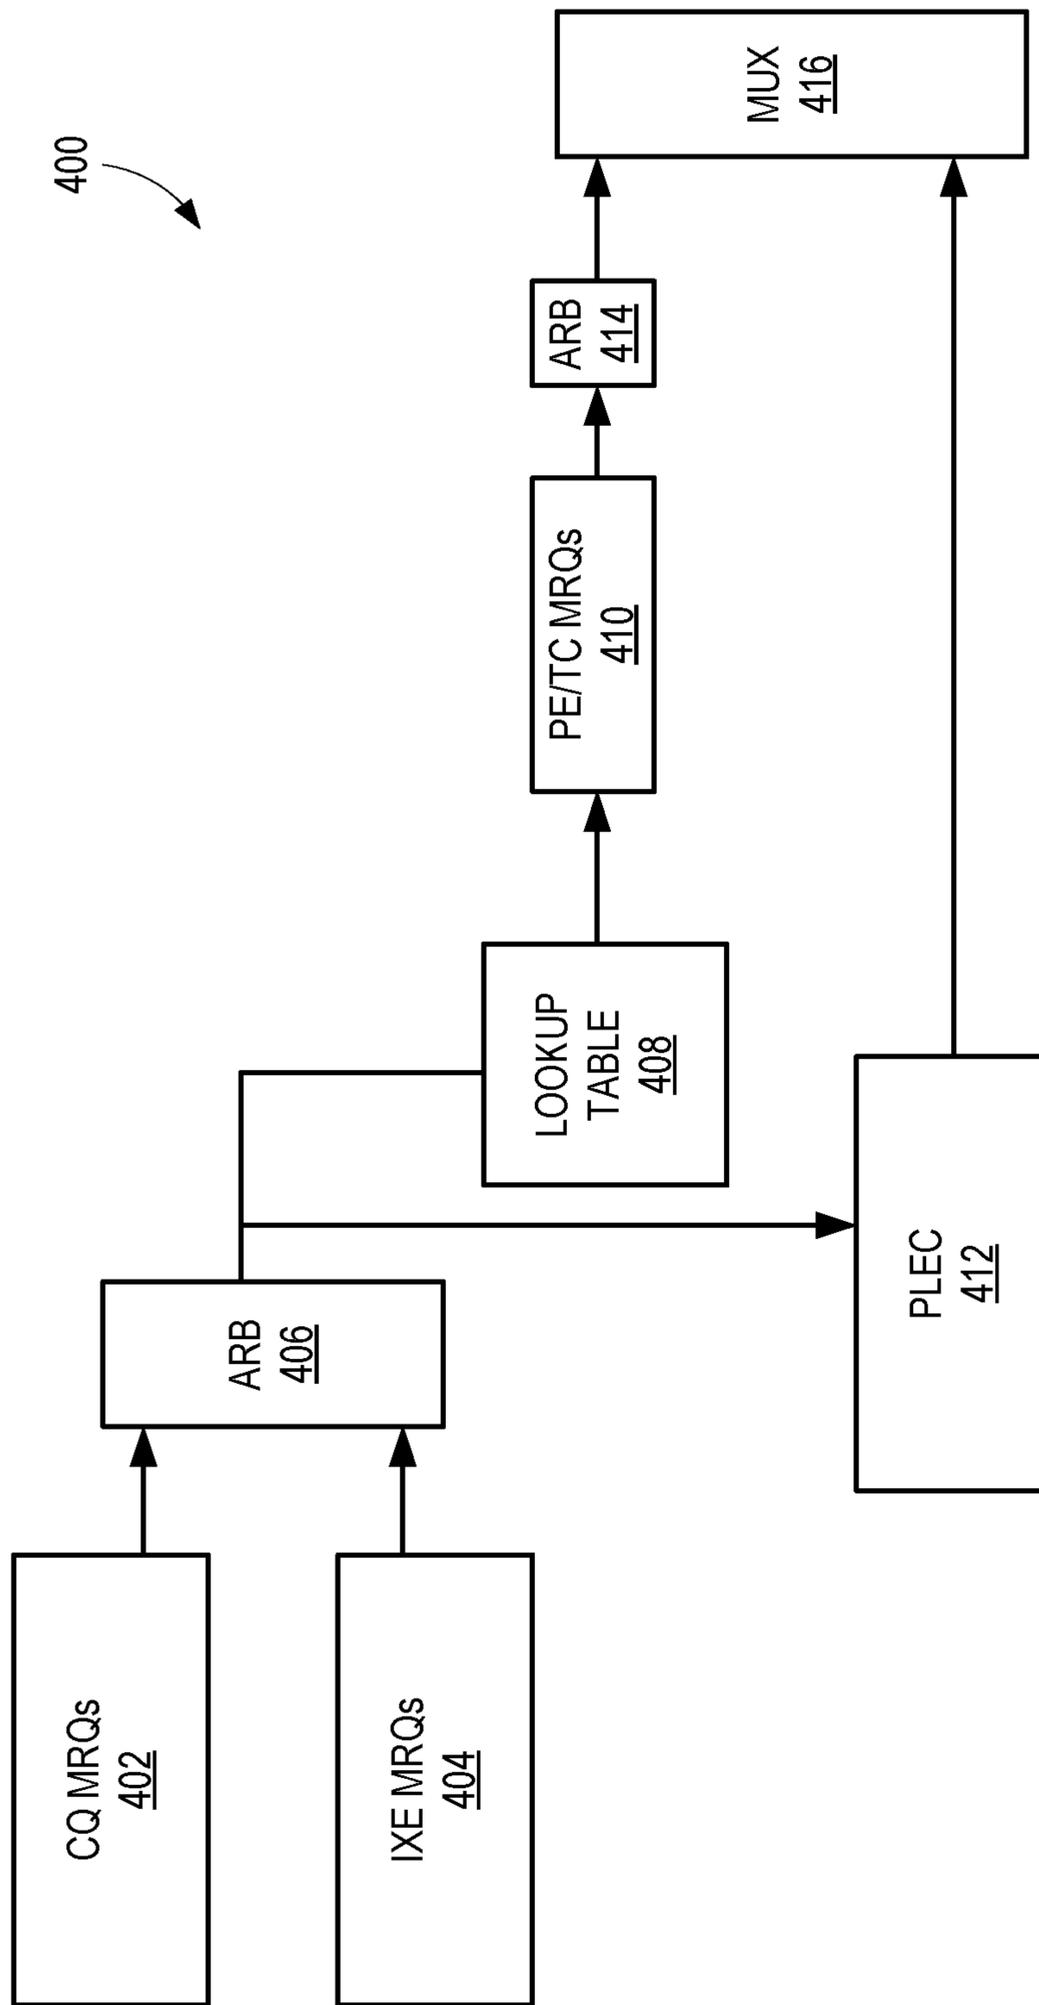 400
CQ MRQs
402
IXE MRQs
404
ARB
406
LOOKUP
TABLE
408
PE/TC MRQs
410
ARB
414
PLEC
412
MUX
416